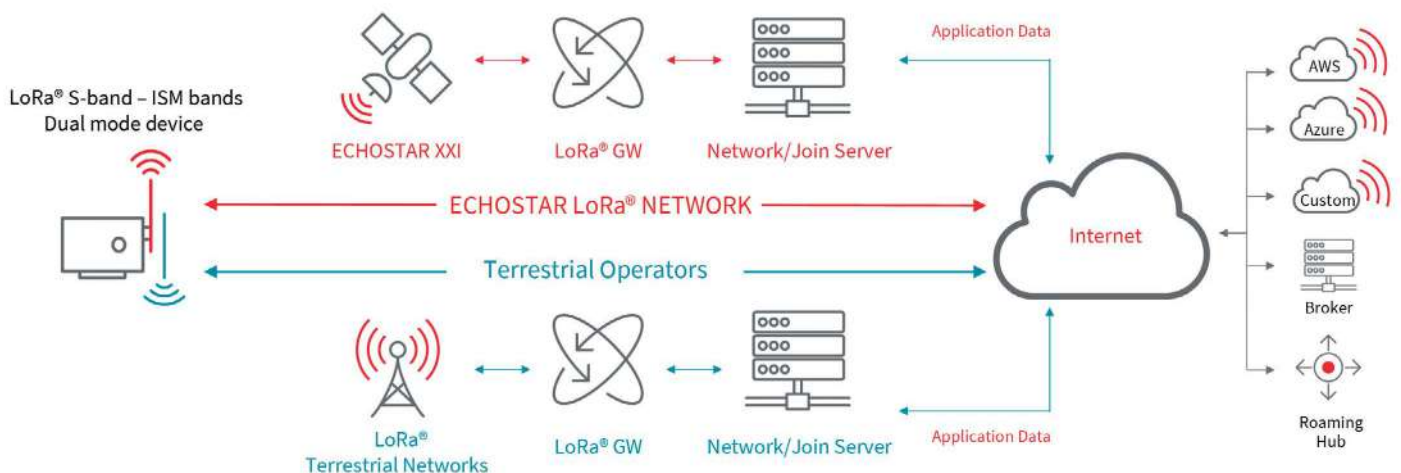 LoRa® S-band – ISM bands
Dual mode device
ECHOSTAR XXI
LoRa® GW
Network/Join Server
Application Data
ECHOSTAR LoRa® NETWORK
Terrestrial Operators
LoRa®
Terrestrial Networks
LoRa® GW
Network/Join Server
Application Data
Internet
AWS
Azure
Custom
Broker
Roaming
Hub